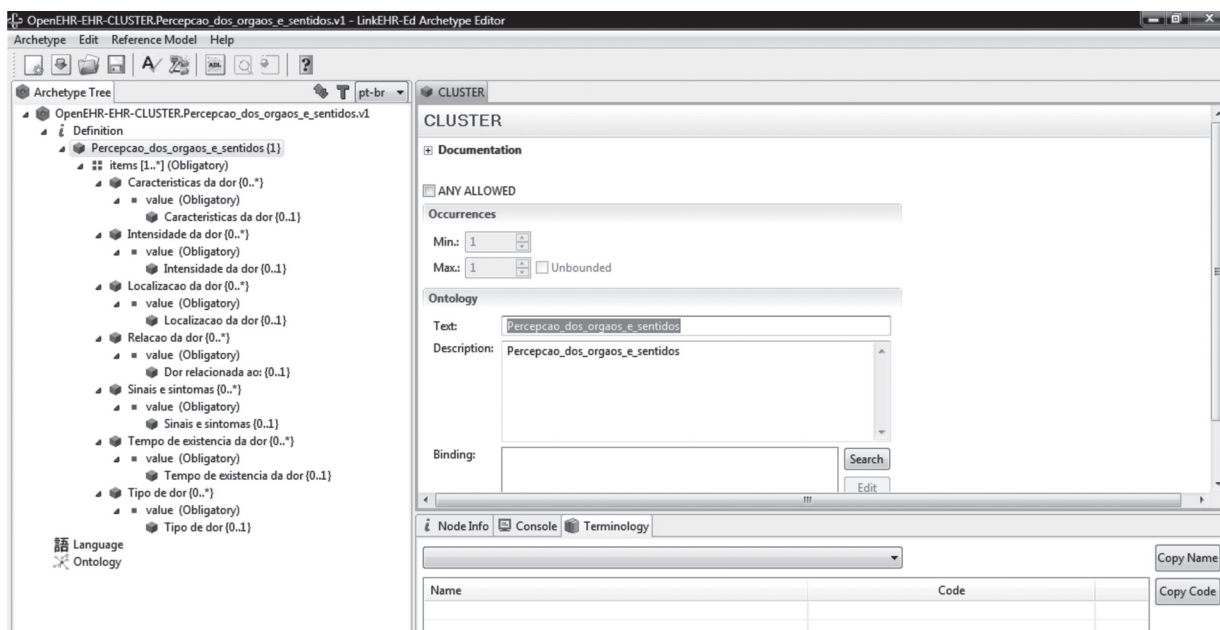 OpenEHR-EHR-CLUSTER.Percepcao_dos_orgaos_e_sentidos.v1 - LinkEHR-Ed Archetype Editor
Archetype Edit Reference Model Help
ADL
Archetype Tree
pt-br
OpenEHR-EHR-CLUSTER.Percepcao_dos_orgaos_e_sentidos.v1
Definition
Percepcao_dos_orgaos_e_sentidos {1}
items [1..*] (Obligatory)
Caracteristicas da dor {0..*}
value (Obligatory)
Caracteristicas da dor {0..1}
Intensidade da dor {0..*}
value (Obligatory)
Intensidade da dor {0..1}
Localizacao da dor {0..*}
value (Obligatory)
Localizacao da dor {0..1}
Relacao da dor {0..*}
value (Obligatory)
Dor relacionada ao: {0..1}
Sinais e sintomas {0..*}
value (Obligatory)
Sinais e sintomas {0..1}
Tempo de existencia da dor {0..*}
value (Obligatory)
Tempo de existencia da dor {0..1}
Tipo de dor {0..*}
value (Obligatory)
Tipo de dor {0..1}
語 Language
Ontology
CLUSTER
CLUSTER
Documentation
ANY ALLOWED
Occurrences
Min.: 1
Max.: 1 Unbounded
Ontology
Text: Percepcao_dos_orgaos_e_sentidos
Description: Percepcao_dos_orgaos_e_sentidos
Binding: Search
Edit
Node Info Console Terminology
Copy Name
Name Code Copy Code